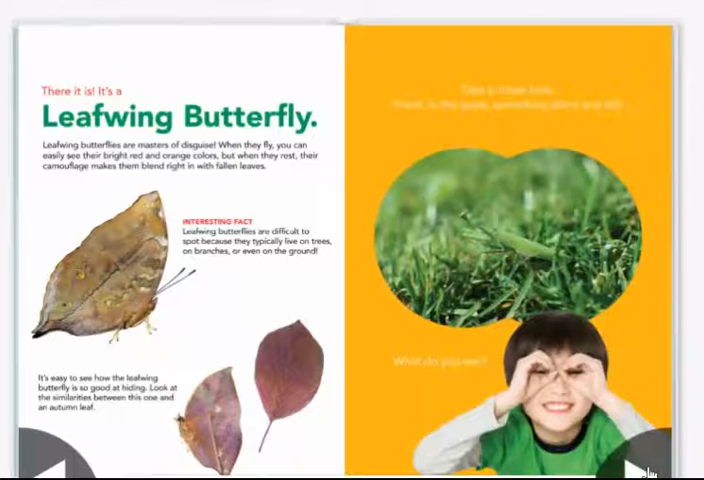 There it is! It's a
Leafwing Butterfly.
Leafwing butterflies are masters of disguise! When they fly, you can
easily see their bright red and orange colors, but when they rest, their
camouflage makes them blend right in with fallen leaves.
INTERESTING FACT
Leafwing butterflies are difficult to
spot because they typically live on trees,
on branches, or even on the ground!
It's easy to see how the leafwing
butterfly is so good at hiding. Look at
the similarities between this one and
an autumn leaf.
What do you see?